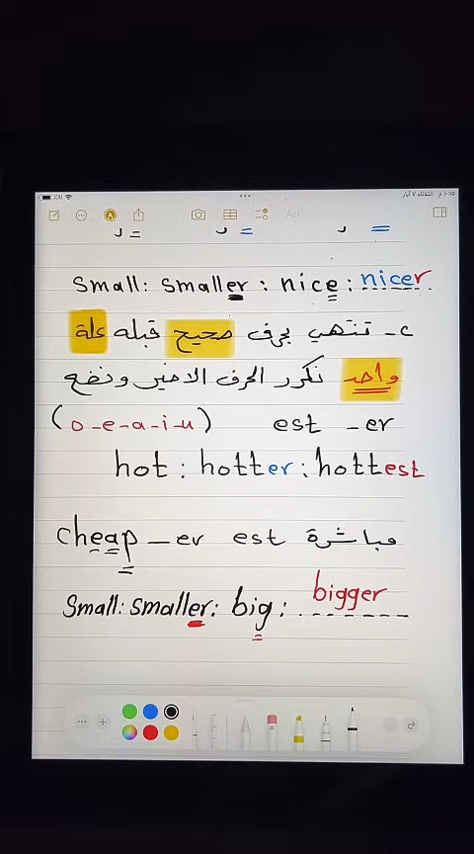 small: smaller : nice : nicer
c- تنتهي بحرف صحيح قبله علة
واحد نكرر الحرف الاخير ونضع
er - est (o-e-a-i-u)
hot : hotter : hottest
cheap – er est مباشرة
small: smaller: big: bigger